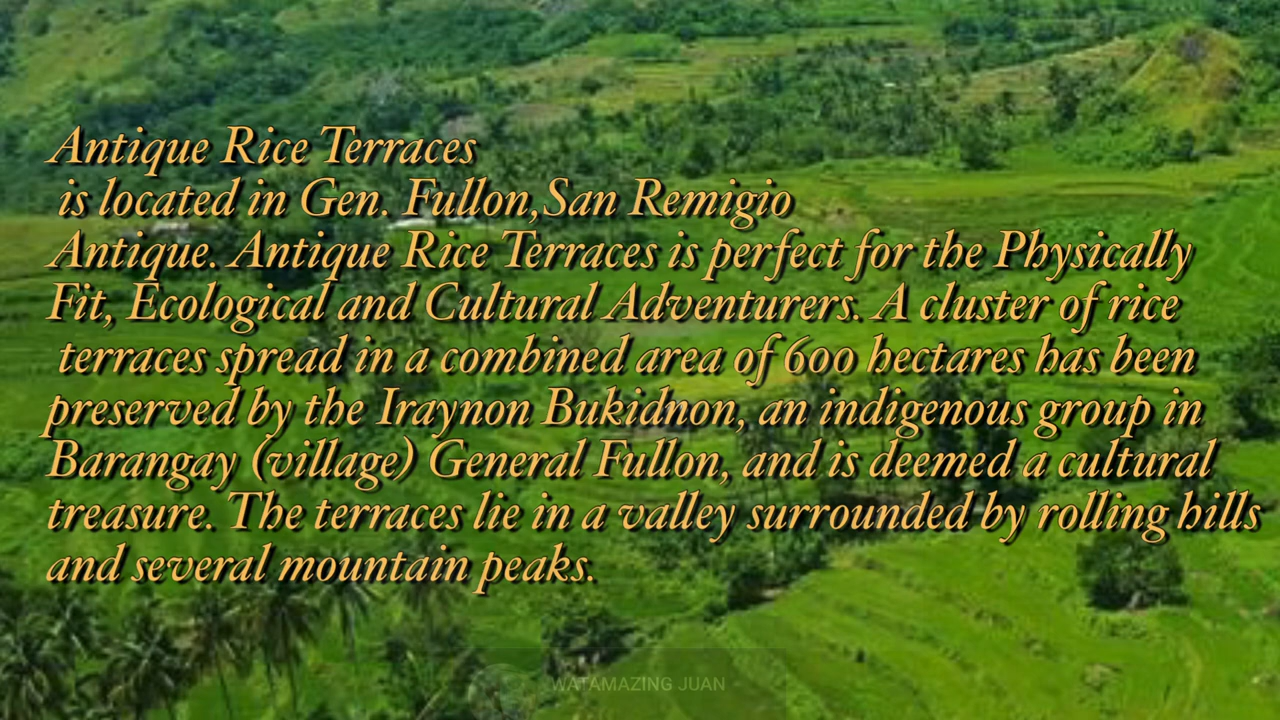 Antique Rice Terraces
is located in Gen. Fullon,San Remigio
Antique. Antique Rice Terraces is perfect for the Physically
Fit, Ecological and Cultural Adventurers. A cluster of rice
terraces spread in a combined area of 600 hectares has been
preserved by the Iraynon Bukidnon, an indigenous group in
Barangay (village) General Fullon, and is deemed a cultural
treasure. The terraces lie in a valley surrounded by rolling hills
and several mountain peaks.
WATAMAZING JUAN